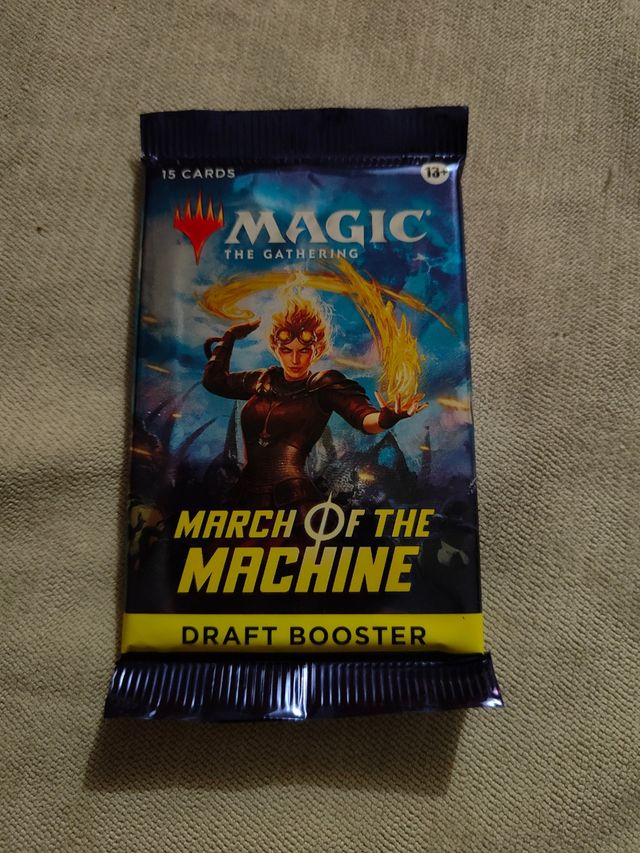 15 CARDS
13+
MAGIC
THE GATHERING
MARCH OF THE
MACHINE
DRAFT BOOSTER